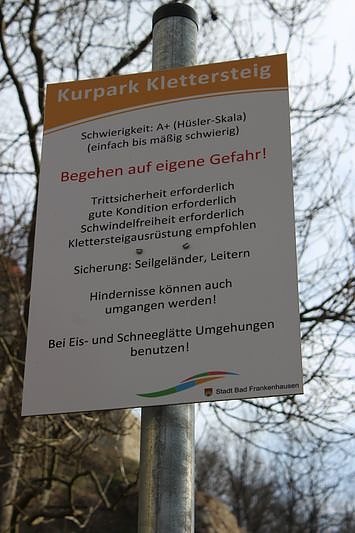 Kurpark Klettersteig
Schwierigkeit: A+ (Hüsler-Skala)
(einfach bis mäßig schwierig)
Begehen auf eigene Gefahr!
Trittsicherheit erforderlich
gute Kondition erforderlich
Schwindelfreiheit erforderlich
Klettersteigausrüstung empfohlen
Sicherung: Seilgeländer, Leitern
Hindernisse können auch
umgangen werden!
Bei Eis- und Schneeglätte Umgehungen
benutzen!
Stadt Bad Frankenhausen